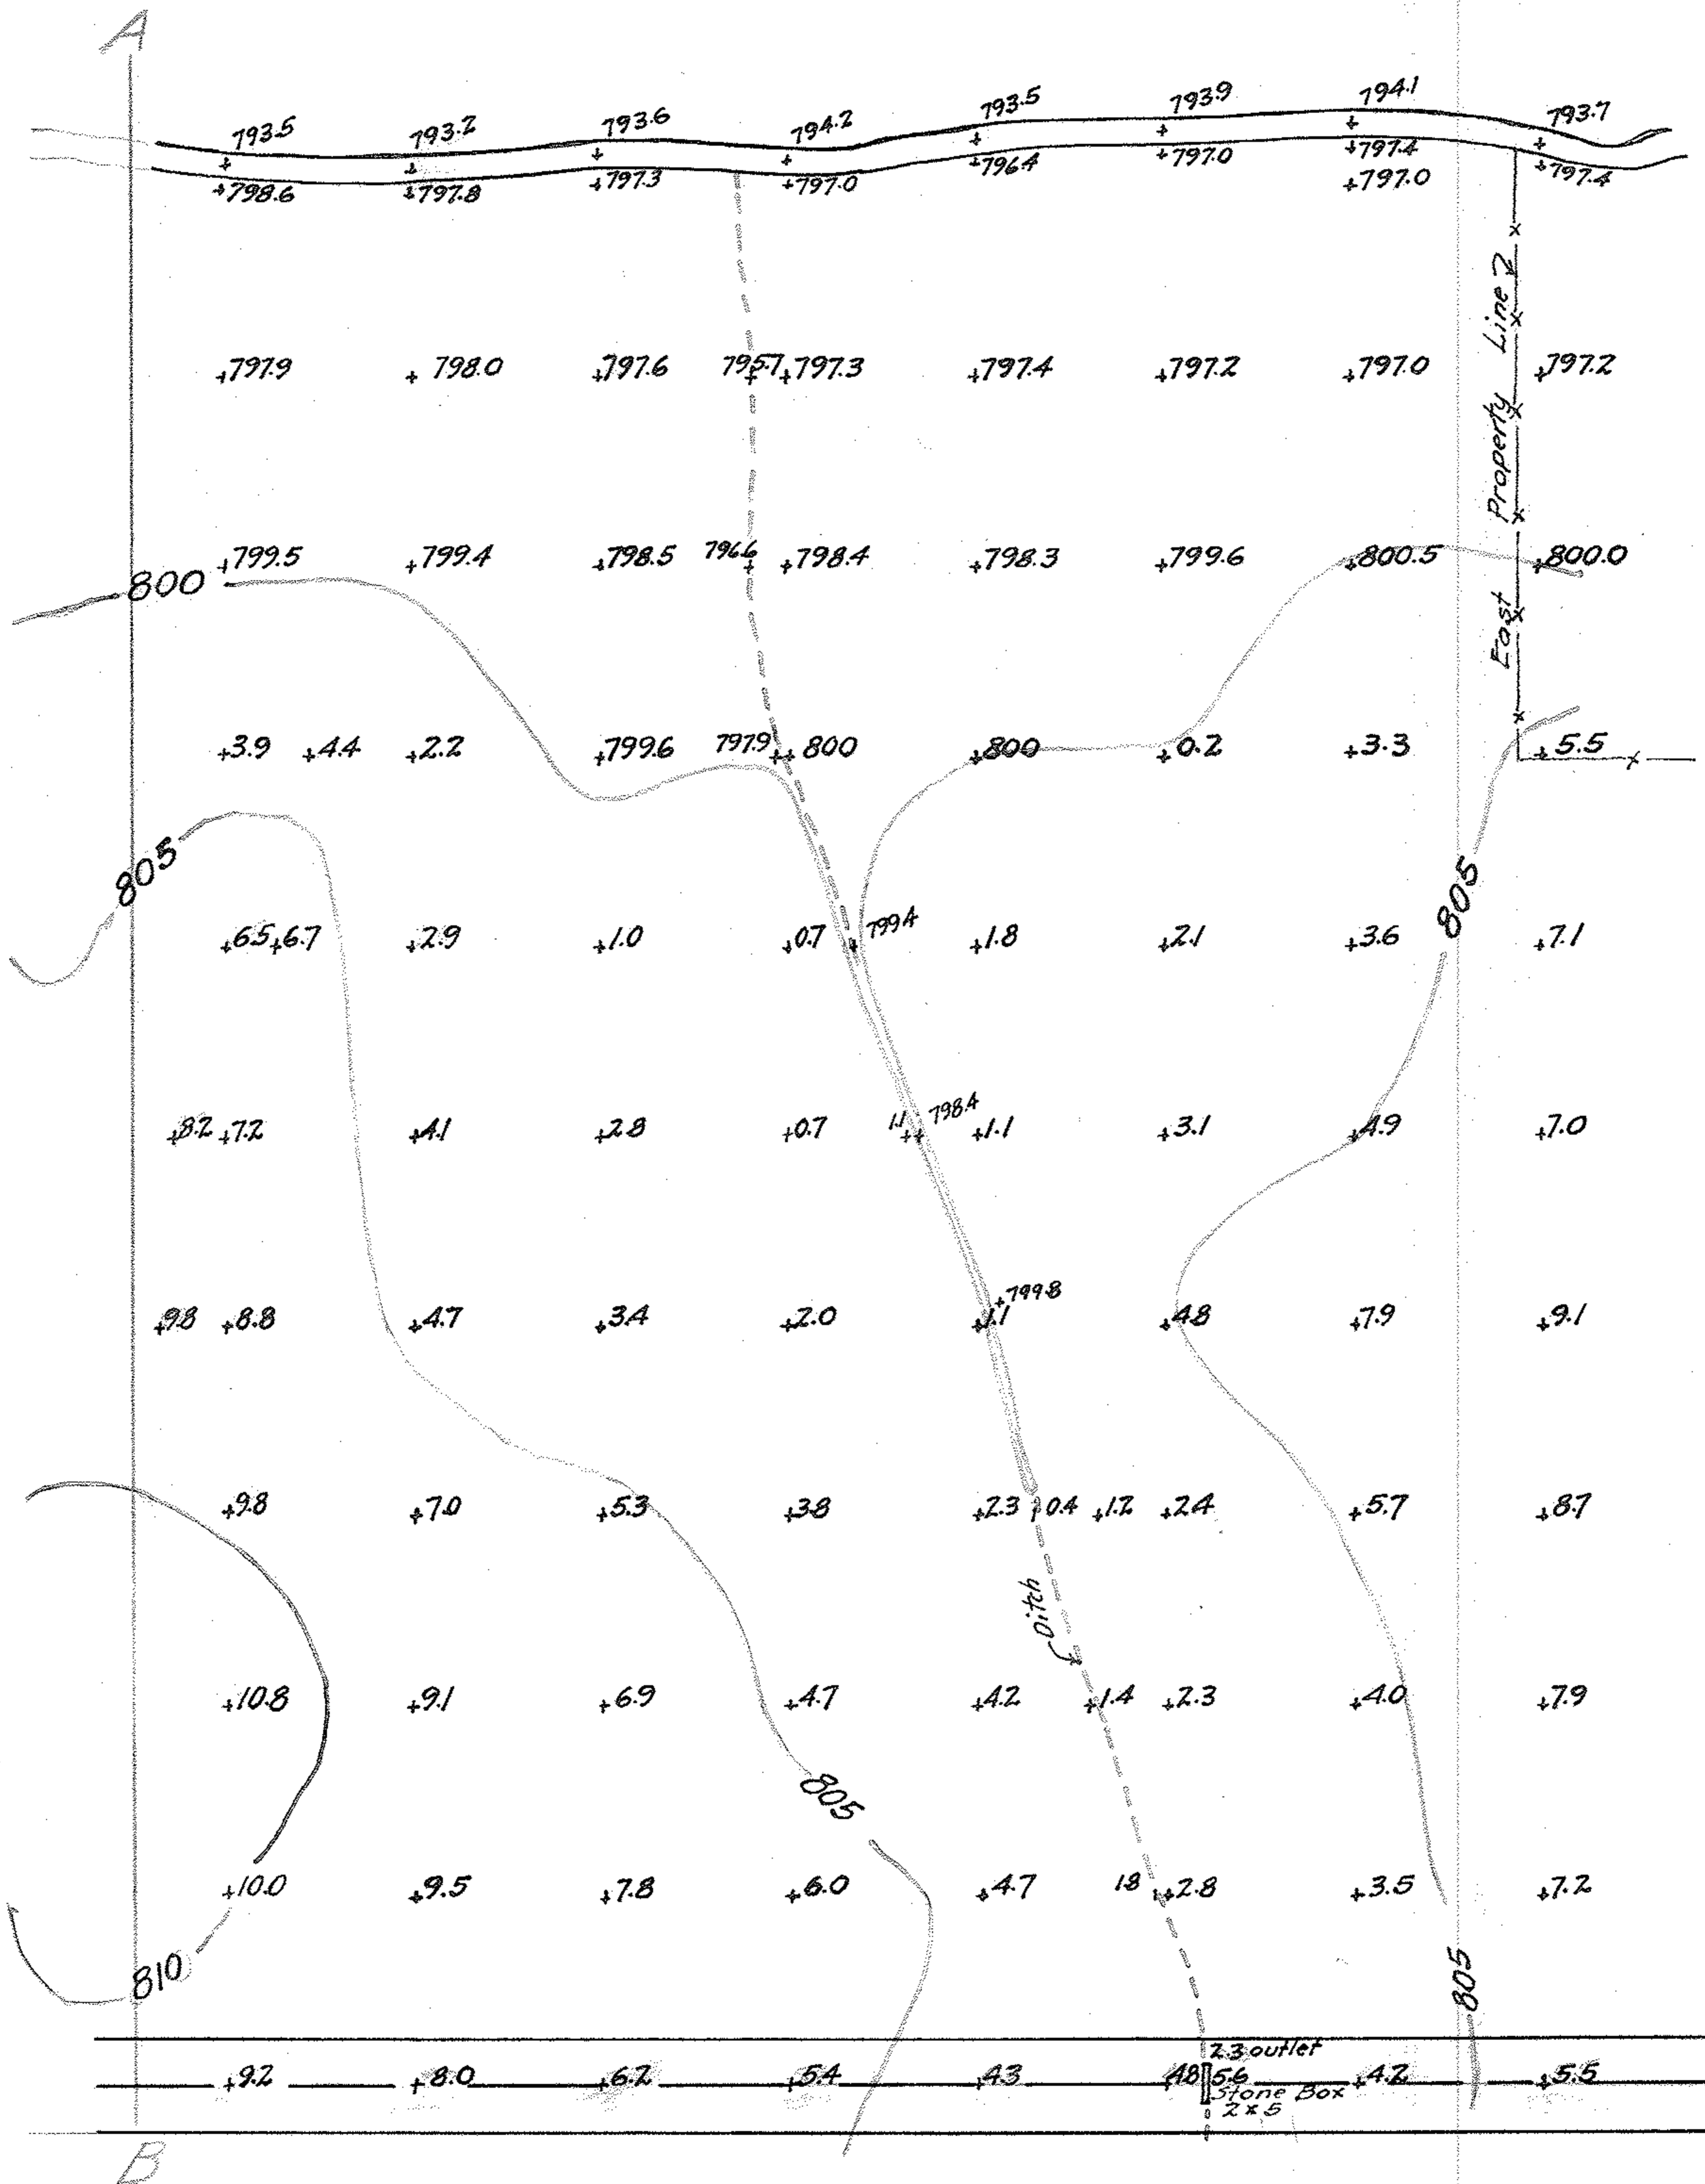 A
793.5 793.2 793.6 794.2 793.5 793.9 794.1 793.7
798.6 797.8 797.3 797.0 796.4 797.0 797.4 797.4
797.0
797.9 798.0 797.6 795.7 797.3 797.4 797.2 797.0 797.2
East Property Line
799.5 799.4 798.5 796.6 798.4 798.3 799.6 800.5 800.0
800
3.9 4.4 2.2 799.6 797.9 800 800 0.2 3.3 5.5
805
805
6.5 6.7 2.9 1.0 0.7 799.4 1.8 2.1 3.6 7.1
8.2 7.2 4.1 2.8 0.7 1.1 798.4 1.1 3.1 4.9 7.0
799.8
9.8 8.8 4.7 3.4 2.0 1.1 4.8 7.9 9.1
9.8 7.0 5.3 3.8 2.3 0.4 1.2 2.4 5.7 8.7
Ditch
10.8 9.1 6.9 4.7 4.2 1.4 2.3 4.0 7.9
805
10.0 9.5 7.8 6.0 4.7 1.8 2.8 3.5 7.2
810
805
2.3 outlet
9.2 8.0 6.2 5.4 4.3 4.8 5.6 4.2 5.5
Stone Box
2 x 5
B